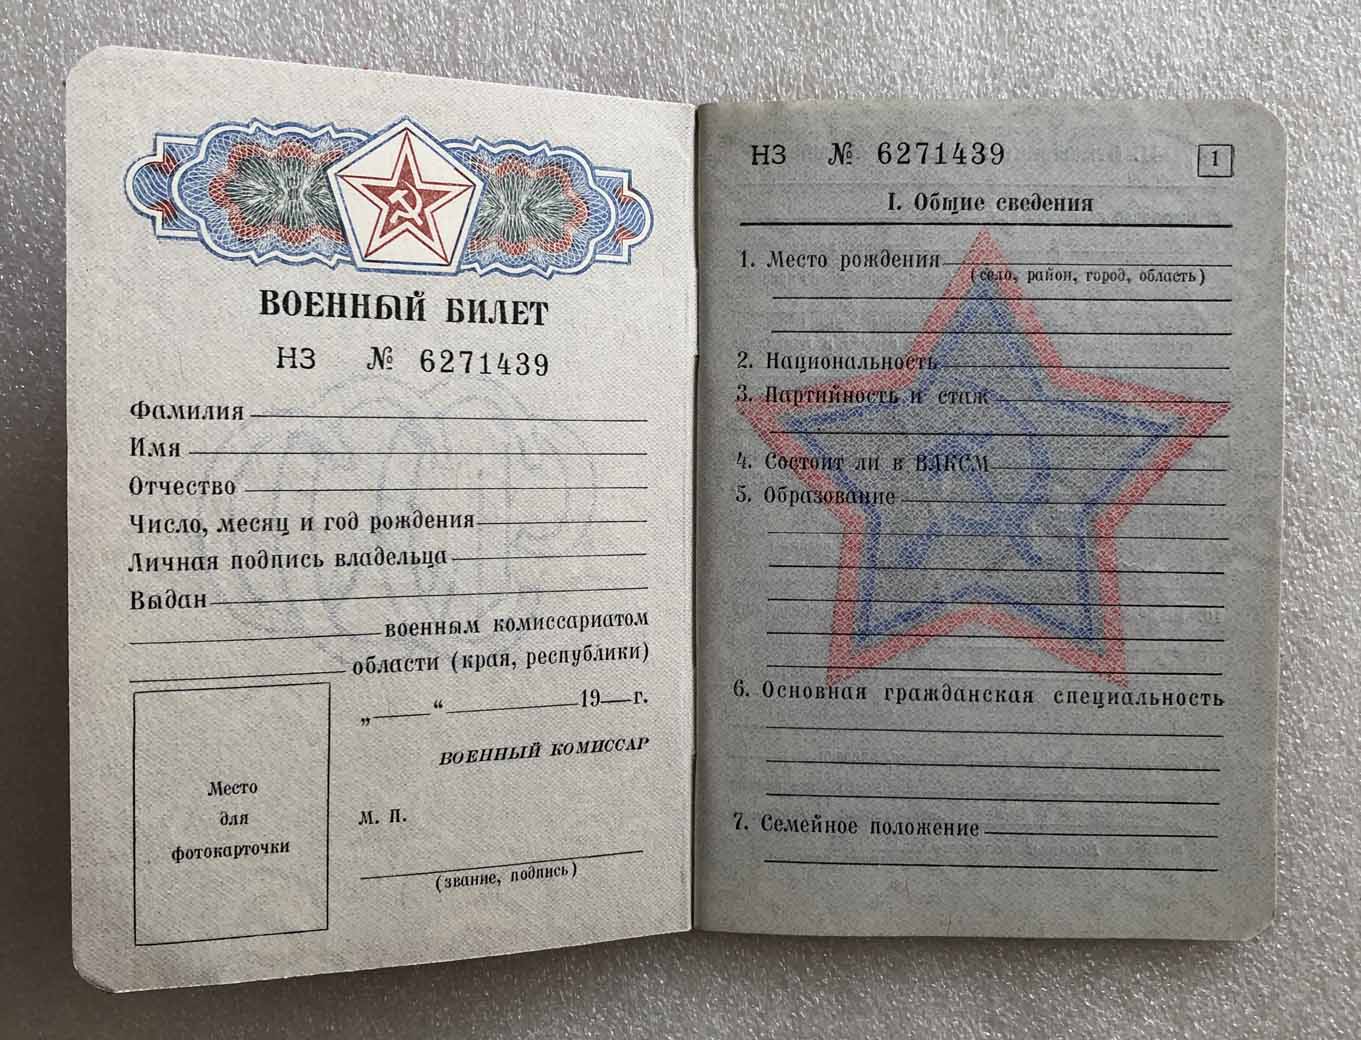 ВОЕННЫЙ БИЛЕТ
НЗ № 6271439
Фамилия
Имя
Отчество
Число, месяц и год рождения
Личная подпись владельца
Выдан
военным комиссариатом
области (края, республики)
„ “ 19 г.
ВОЕННЫЙ КОМИССАР
Место
для
фотокарточки
М. П.
(звание, подпись)
НЗ № 6271439
1
I. Общие сведения
1. Место рождения
(село, район, город, область)
2. Национальность
3. Партийность и стаж
4. Состоит ли в ВЛКСМ
5. Образование
6. Основная гражданская специальность
7. Семейное положение